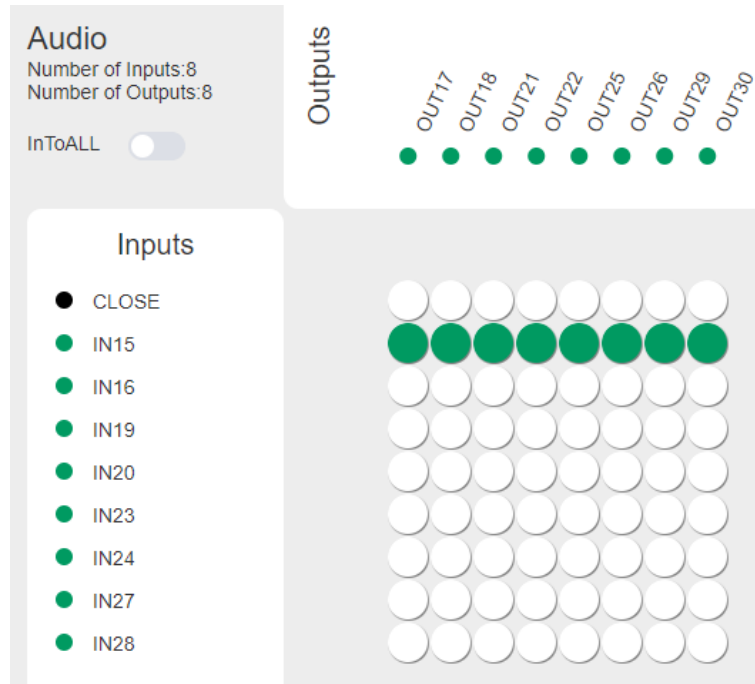 Audio
Number of Inputs:8
Number of Outputs:8
InToALL
Outputs
OUT17
OUT18
OUT21
OUT22
OUT25
OUT26
OUT29
OUT30
Inputs
CLOSE
IN15
IN16
IN19
IN20
IN23
IN24
IN27
IN28